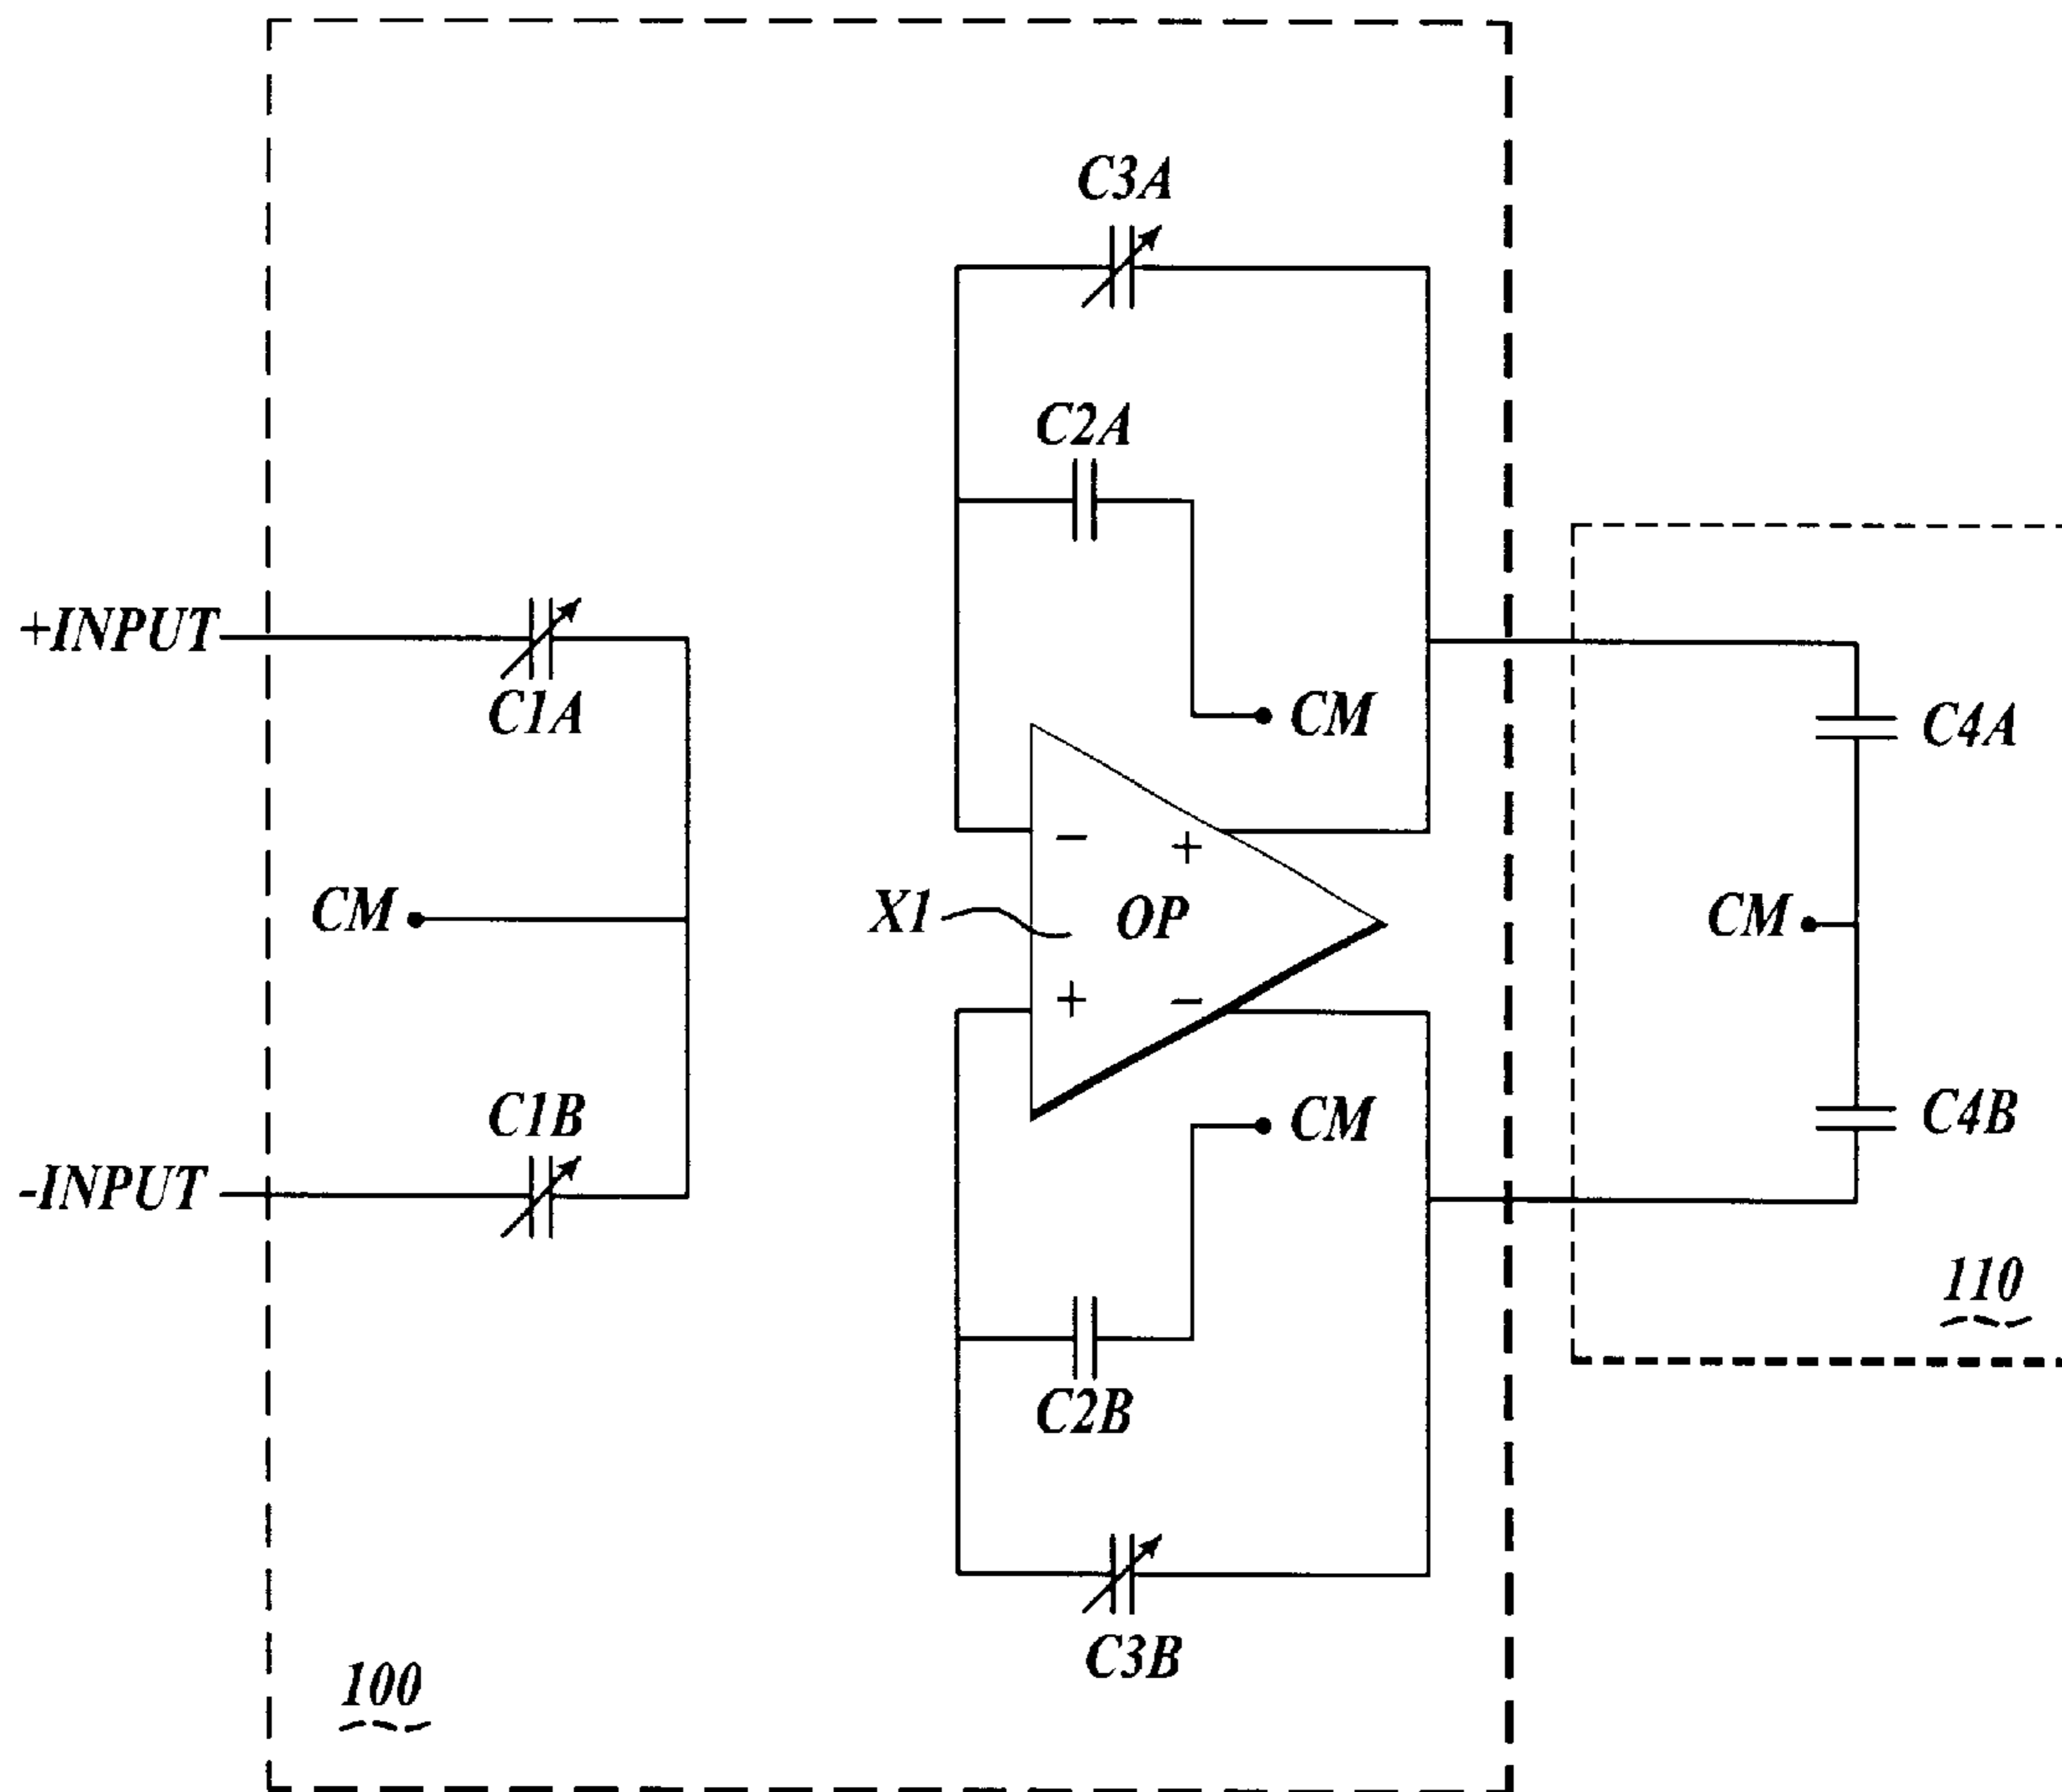 C3A
C2A
+INPUT
C1A
CM
C4A
-
+
X1
OP
CM
CM
+
-
C1B
CM
C4B
-INPUT
110
C2B
C3B
100